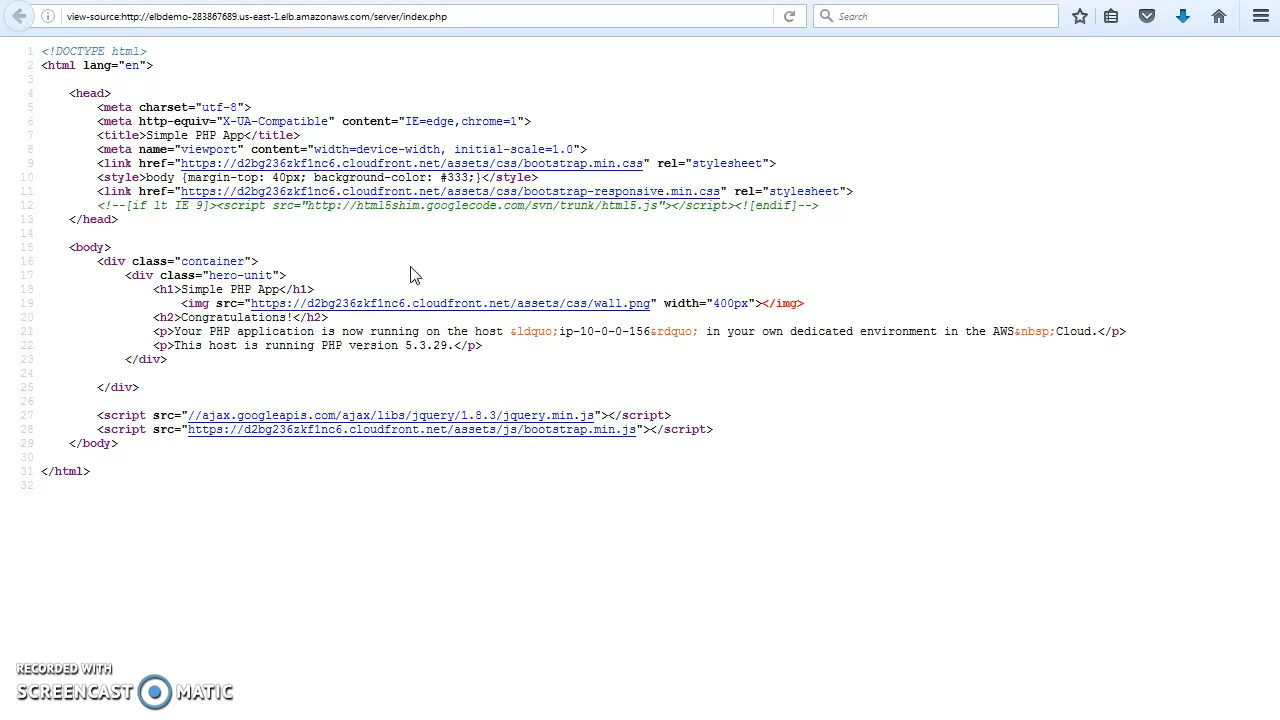 view-source:http://elbdemo-283867689.us-east-1.elb.amazonaws.com/server/index.php
Search
1 <!DOCTYPE html>
2 <html lang="en">
3
4 <head>
5 <meta charset="utf-8">
6 <meta http-equiv="X-UA-Compatible" content="IE=edge,chrome=1">
7 <title>Simple PHP App</title>
8 <meta name="viewport" content="width=device-width, initial-scale=1.0">
9 <link href="https://d2bg236zkf1nc6.cloudfront.net/assets/css/bootstrap.min.css" rel="stylesheet">
10 <style>body {margin-top: 40px; background-color: #333;}</style>
11 <link href="https://d2bg236zkf1nc6.cloudfront.net/assets/css/bootstrap-responsive.min.css" rel="stylesheet">
12 <!--[if lt IE 9]><script src="http://html5shim.googlecode.com/svn/trunk/html5.js"></script><![endif]-->
13 </head>
14
15 <body>
16 <div class="container">
17 <div class="hero-unit">
18 <h1>Simple PHP App</h1>
19 <img src="https://d2bg236zkf1nc6.cloudfront.net/assets/css/wall.png" width="400px"></img>
20 <h2>Congratulations!</h2>
21 <p>Your PHP application is now running on the host &ldquo;ip-10-0-0-156&rdquo; in your own dedicated environment in the AWS&nbsp;Cloud.</p>
22 <p>This host is running PHP version 5.3.29.</p>
23 </div>
24
25 </div>
26
27 <script src="//ajax.googleapis.com/ajax/libs/jquery/1.8.3/jquery.min.js"></script>
28 <script src="https://d2bg236zkf1nc6.cloudfront.net/assets/js/bootstrap.min.js"></script>
29 </body>
30
31 </html>
32
RECORDED WITH
SCREENCAST MATIC